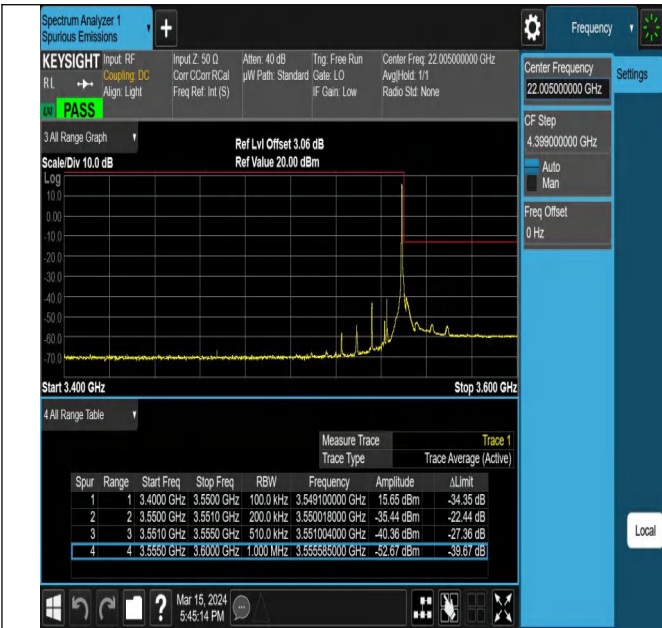 Spectrum Analyzer 1
Spurious Emissions
Frequency
KEYSIGHT Input: RF Input Z: 50 Ω Atten: 40 dB Trig: Free Run Center Freq: 22.005000000 GHz
RL Coupling: DC Corr CCorr RCal µW Path: Standard Gate: LO Avg|Hold: 1/1
Align: Light Freq Ref: Int (S) IF Gain: Low Radio Std: None
PASS
Center Frequency
22.005000000 GHz
Settings
CF Step
4.399000000 GHz
Auto
Man
Freq Offset
0 Hz
3 All Range Graph
Ref Lvl Offset 3.06 dB
Scale/Div 10.0 dB Ref Value 20.00 dBm
Log
10.0
0.00
-10.0
-20.0
-30.0
-40.0
-50.0
-60.0
-70.0
Start 3.400 GHz Stop 3.600 GHz
4 All Range Table
Measure Trace Trace 1
Trace Type Trace Average (Active)
Spur Range Start Freq Stop Freq RBW Frequency Amplitude ΔLimit
1 1 3.4000 GHz 3.5500 GHz 100.0 kHz 3.549100000 GHz 15.65 dBm -34.35 dB
2 2 3.5500 GHz 3.5510 GHz 200.0 kHz 3.550018000 GHz -35.44 dBm -22.44 dB
3 3 3.5510 GHz 3.5550 GHz 510.0 kHz 3.551004000 GHz -40.36 dBm -27.36 dB
4 4 3.5550 GHz 3.6000 GHz 1.000 MHz 3.555585000 GHz -52.67 dBm -39.67 dB
Local
Mar 15, 2024
5:45:14 PM